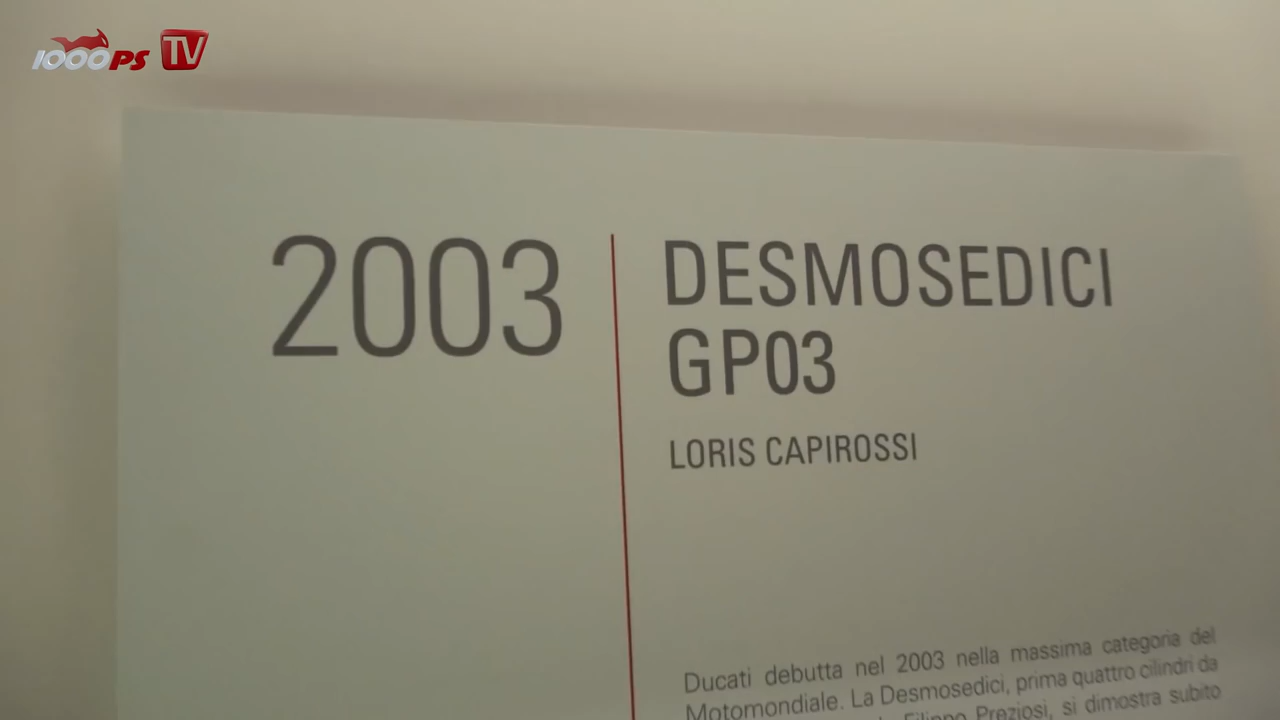 1000PS TV
2003
DESMOSEDICI
GP03
LORIS CAPIROSSI
Ducati debutta nel 2003 nella massima categoria del
Motomondiale. La Desmosedici, prima quattro cilindri da
Filippo Preziosi, si dimostra subito